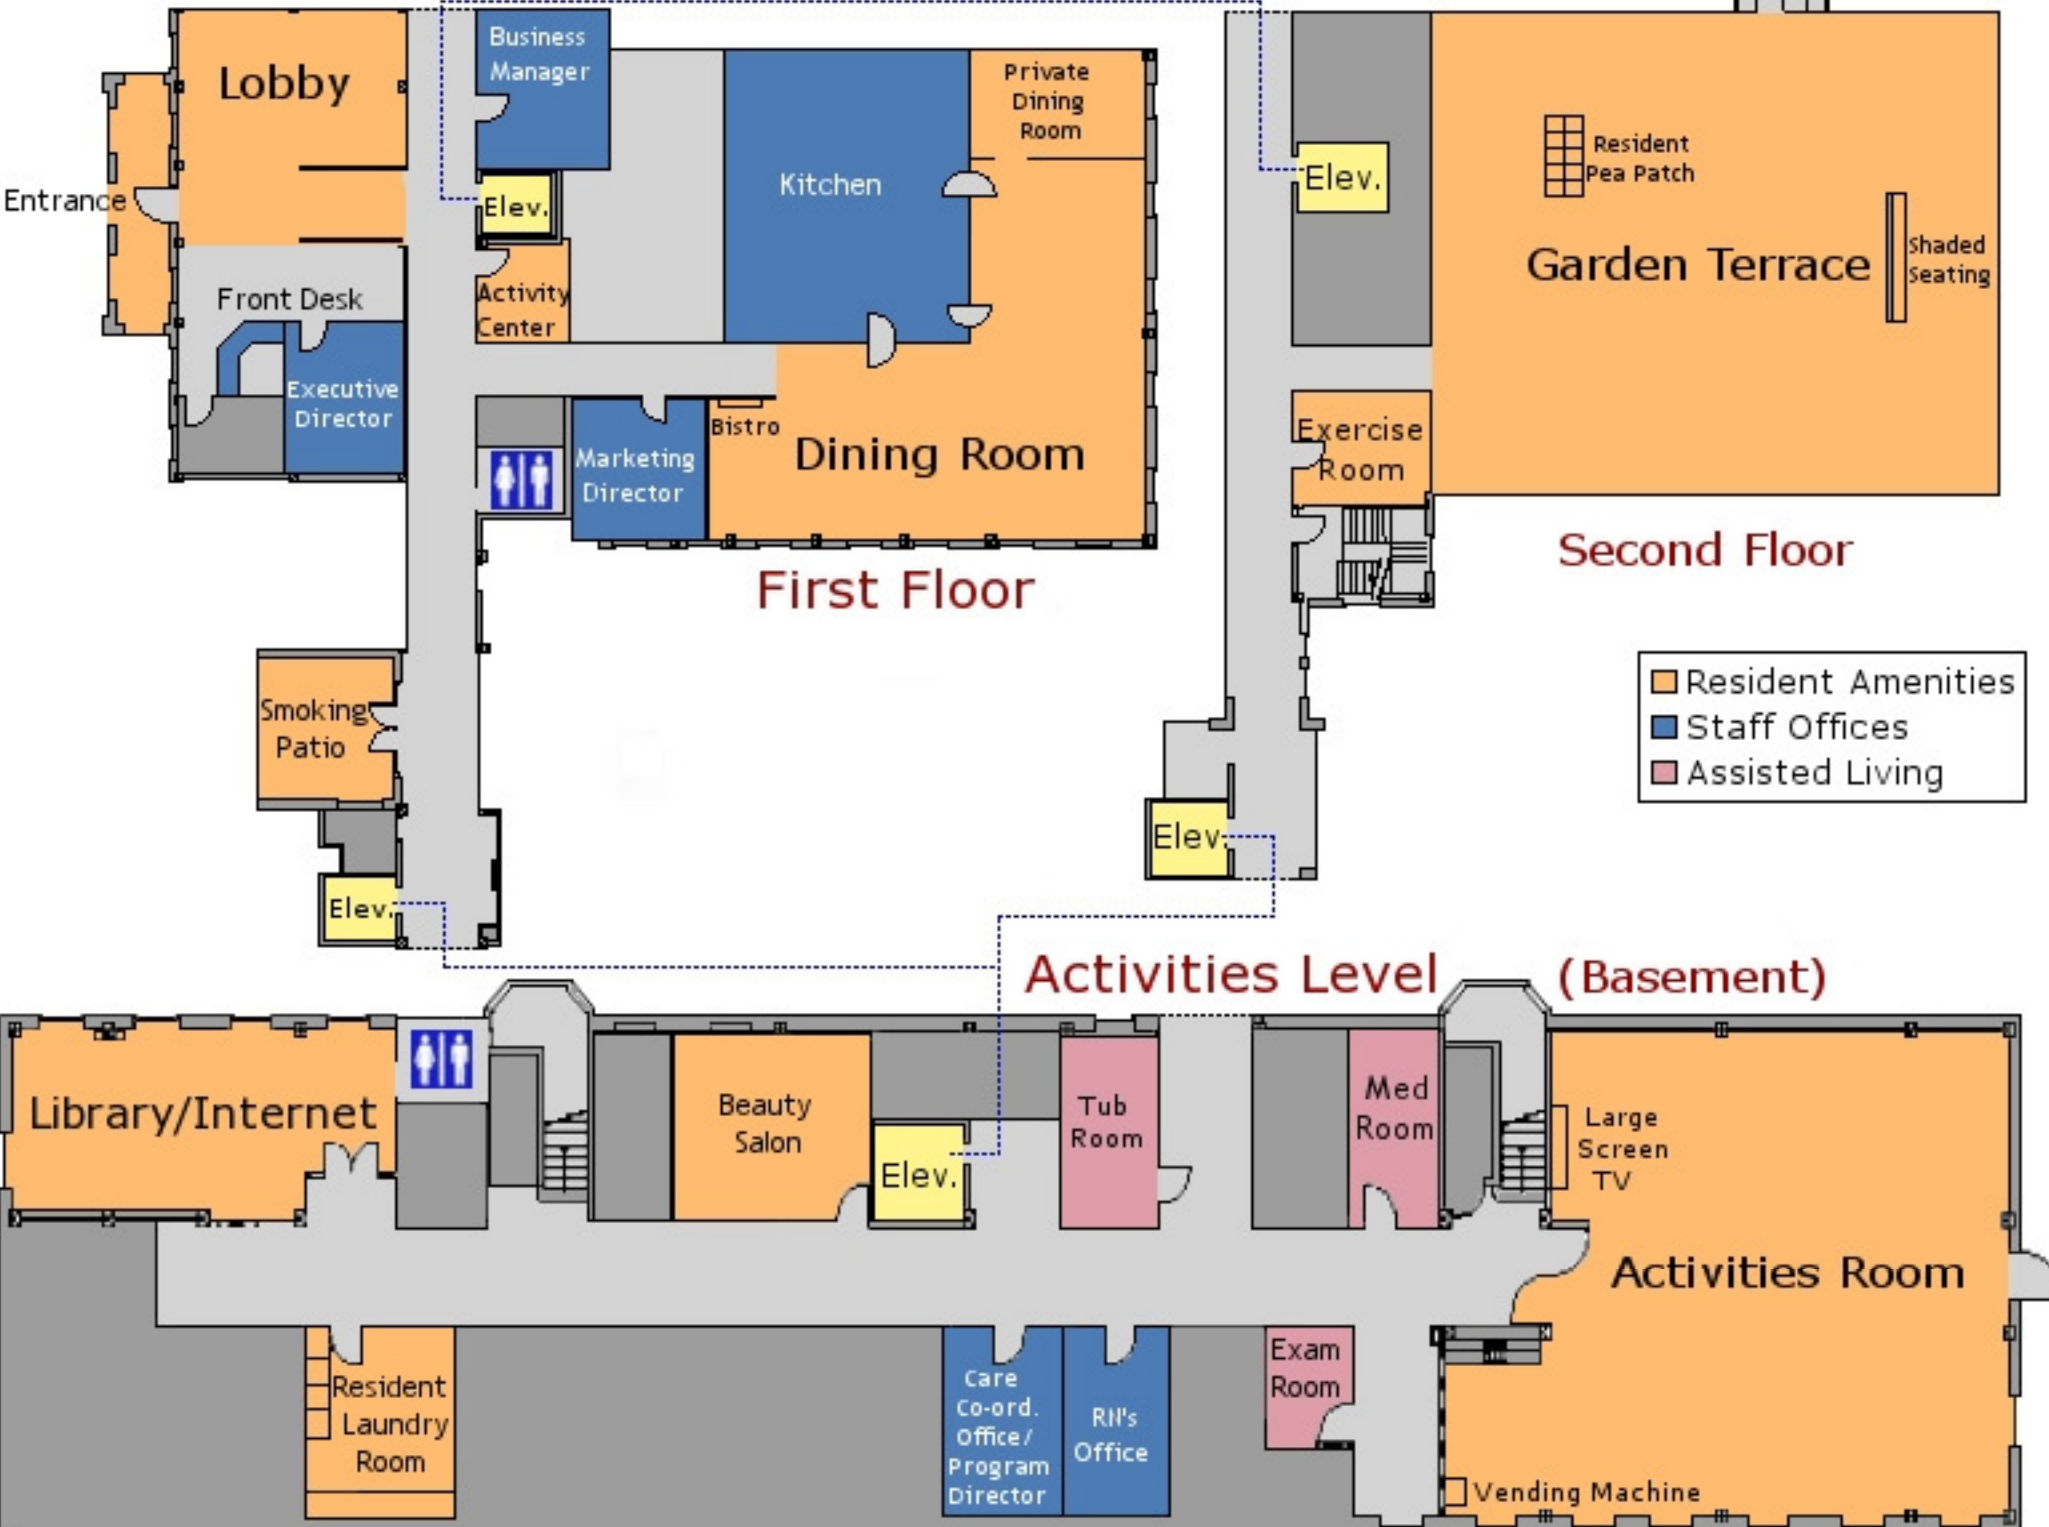 Lobby
Entrance
Front Desk
Executive
Director
Business
Manager
Elev.
Activity
Center
Kitchen
Private
Dining
Room
Marketing
Director
Bistro
Dining Room
First Floor
Smoking
Patio
Elev.
Elev.
Resident
Pea Patch
Garden Terrace
Shaded
Seating
Exercise
Room
Second Floor
Elev.
Resident Amenities
Staff Offices
Assisted Living
Activities Level (Basement)
Library/Internet
Beauty
Salon
Elev.
Tub
Room
Med
Room
Large
Screen
TV
Activities Room
Resident
Laundry
Room
Care
Co-ord.
Office/
Program
Director
RN's
Office
Exam
Room
Vending Machine